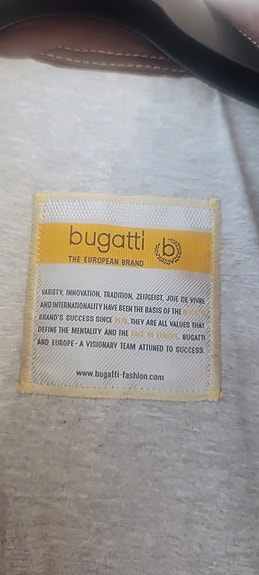 bugatti b
THE EUROPEAN BRAND
VARIETY, INNOVATION, TRADITION, ZEITGEIST, JOIE DE VIVRE
AND INTERNATIONALITY HAVE BEEN THE BASIS OF THE
BRAND'S SUCCESS SINCE 1978. THEY ARE ALL VALUES THAT
DEFINE THE MENTALITY AND THE FACE OF EUROPE. BUGATTI
AND EUROPE - A VISIONARY TEAM ATTUNED TO SUCCESS.
www.bugatti-fashion.com